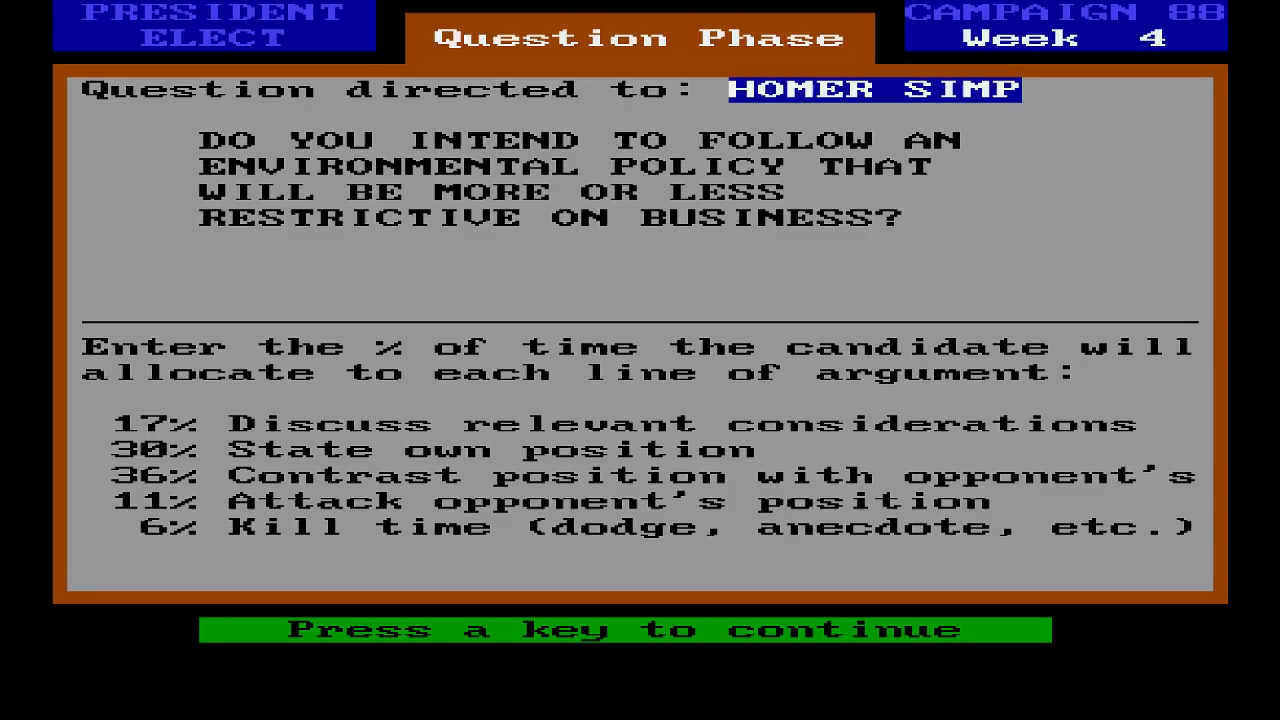 PRESIDENT
ELECT
Question Phase
CAMPAIGN 88
Week 4
Question directed to: HOMER SIMP
DO YOU INTEND TO FOLLOW AN
ENVIRONMENTAL POLICY THAT
WILL BE MORE OR LESS
RESTRICTIVE ON BUSINESS?
Enter the % of time the candidate will
allocate to each line of argument:
17% Discuss relevant considerations
30% State own position
36% Contrast position with opponent's
11% Attack opponent's position
6% Kill time (dodge, anecdote, etc.)
Press a key to continue